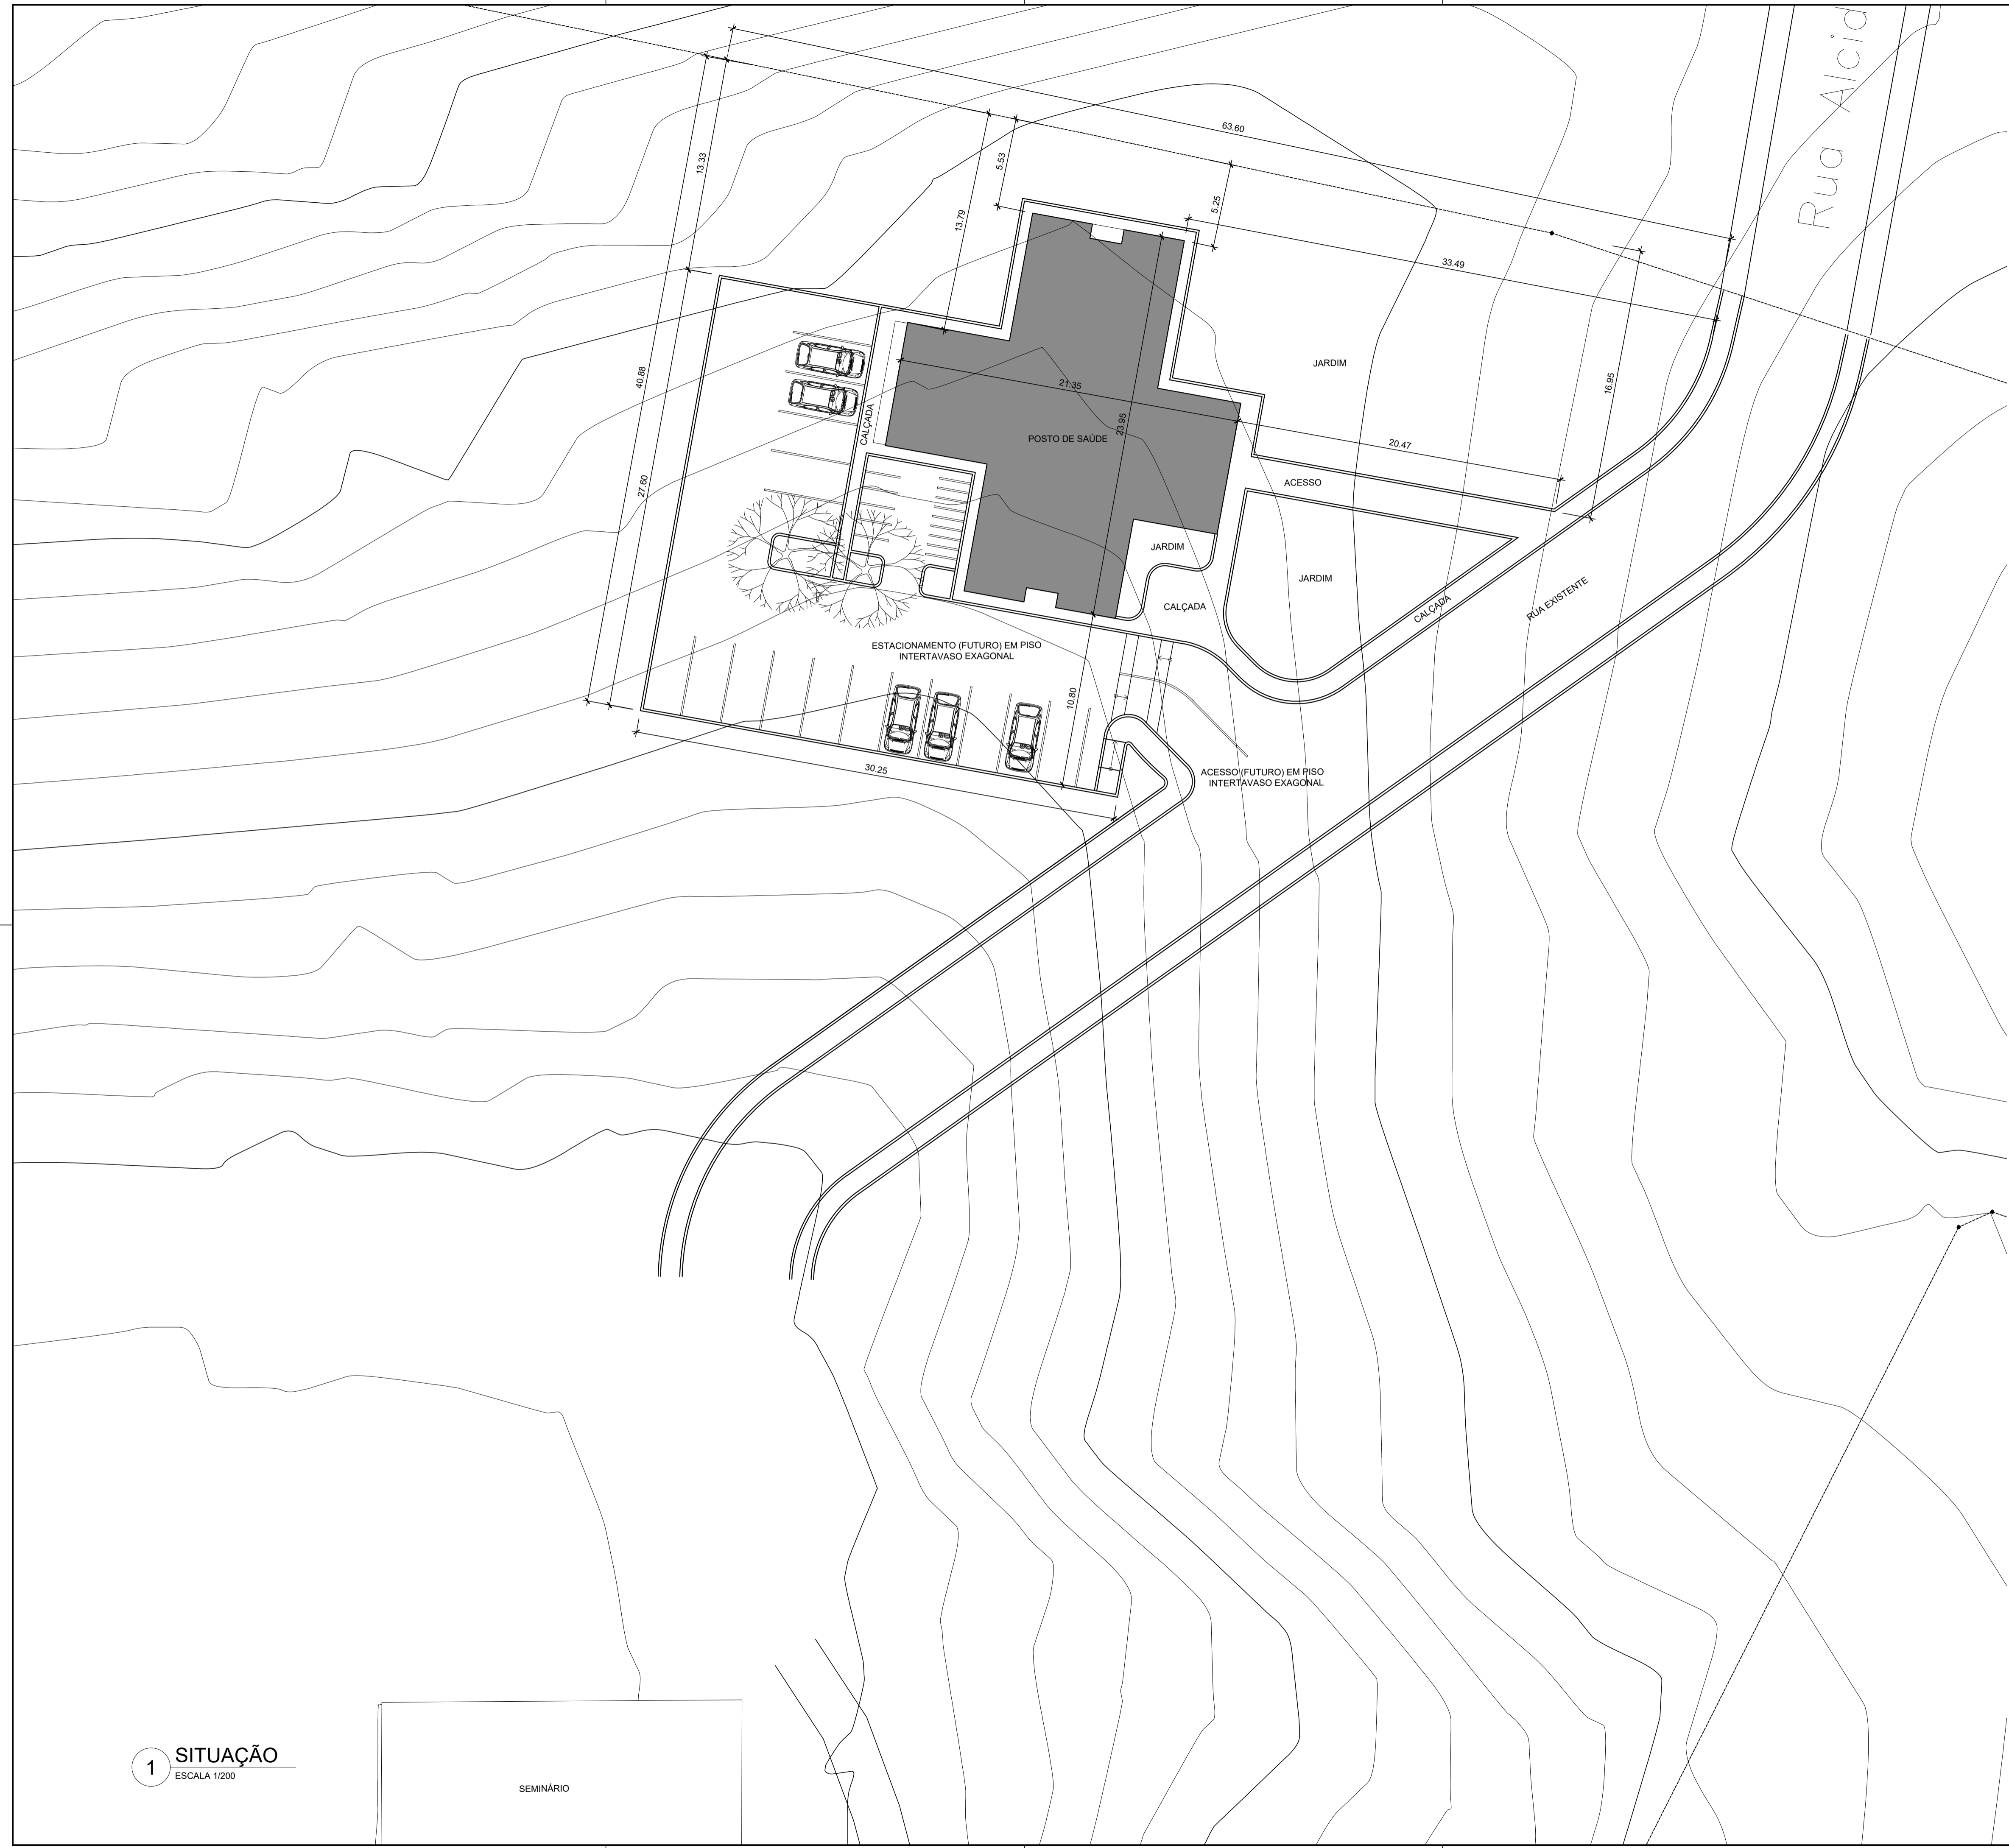 Rua Alcid
63.60
13.33
5.53
13.79
5.25
33.49
JARDIM
16.95
40.88
21.35
23.95
CALÇADA
POSTO DE SAÚDE
20.47
27.60
ACESSO
JARDIM
JARDIM
CALÇADA
CALÇADA
RUA EXISTENTE
ESTACIONAMENTO (FUTURO) EM PISO
INTERTAVASO EXAGONAL
10.80
30.25
ACESSO (FUTURO) EM PISO
INTERTAVASO EXAGONAL
1
SITUAÇÃO
ESCALA 1/200
SEMINÁRIO